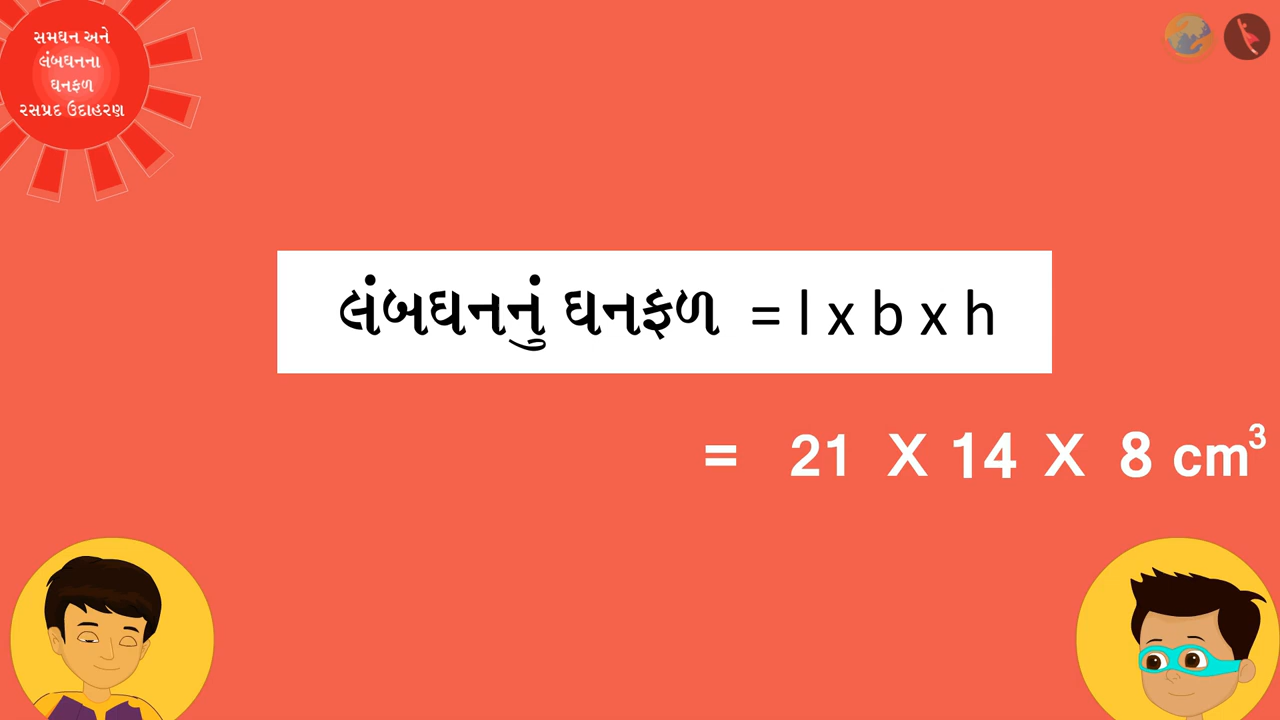 સમઘન અને
લંબઘનના
ઘનફળ
રસપ્રદ ઉદાહરણ
લંબઘનનું ઘનફળ = l x b x h
= 21 X 14 X 8 cm³